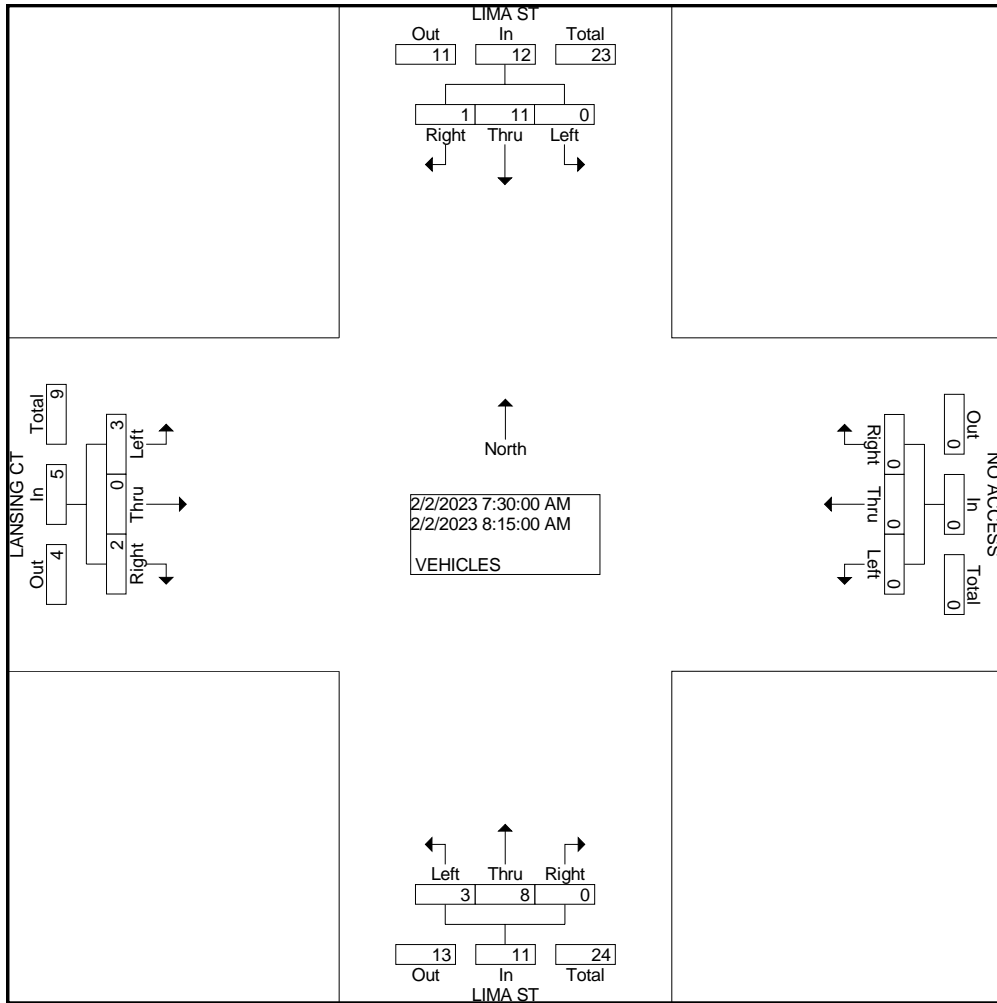 LIMA ST
Out In Total
11 12 23
1 11 0
Right Thru Left
LANSING CT
Total In Out
9 5 4
3 0 2
Left Thru Right
North
2/2/2023 7:30:00 AM
2/2/2023 8:15:00 AM
VEHICLES
Right Thru Left
0 0 0
Out In Total
0 0 0
NO ACCESS
Left Thru Right
3 8 0
13 11 24
Out In Total
LIMA ST